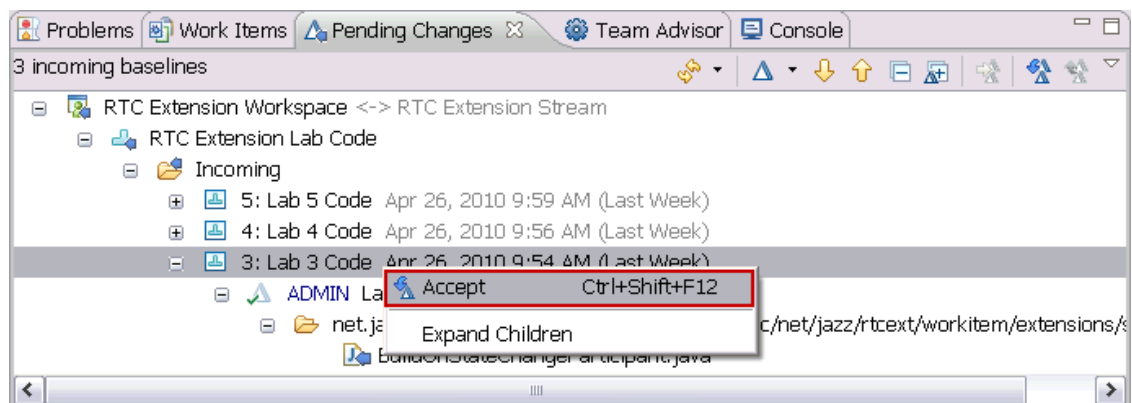 Problems Work Items Pending Changes Team Advisor Console
3 incoming baselines
RTC Extension Workspace <-> RTC Extension Stream
RTC Extension Lab Code
Incoming
5: Lab 5 Code Apr 26, 2010 9:59 AM (Last Week)
4: Lab 4 Code Apr 26, 2010 9:56 AM (Last Week)
3: Lab 3 Code Apr 26, 2010 9:54 AM (Last Week)
ADMIN La
Accept Ctrl+Shift+F12
net.ja c/net/jazz/rtcext/workitem/extensions/s
Expand Children
BuildOnStateChangeParticipant.java